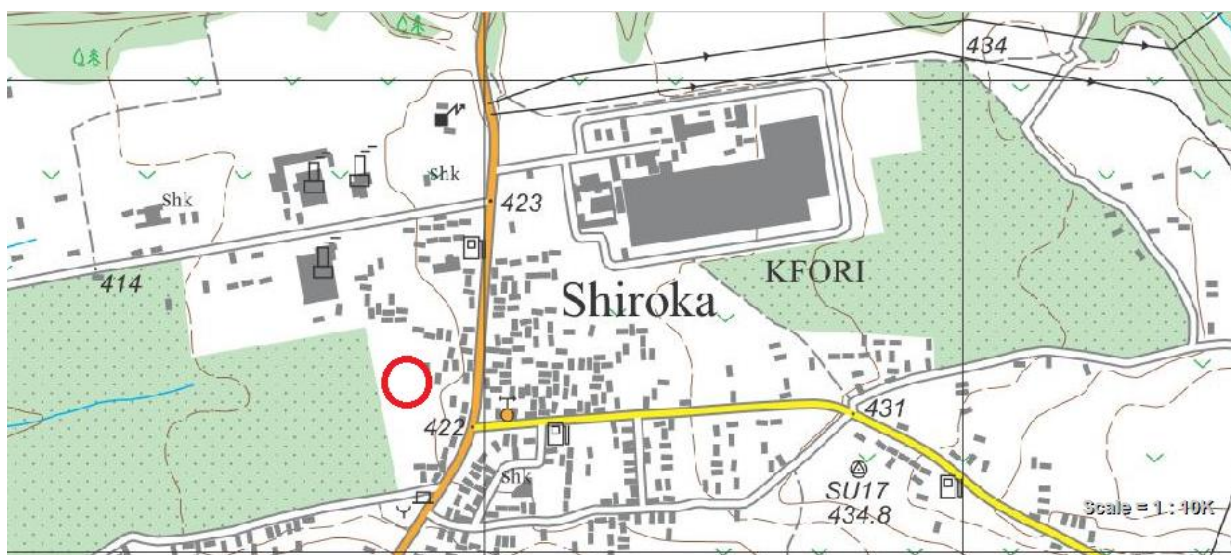 434
Shk
Shk
423
414
KFORI
Shiroka
422
431
Shk
SU17
434.8
Scale = 1 : 10K